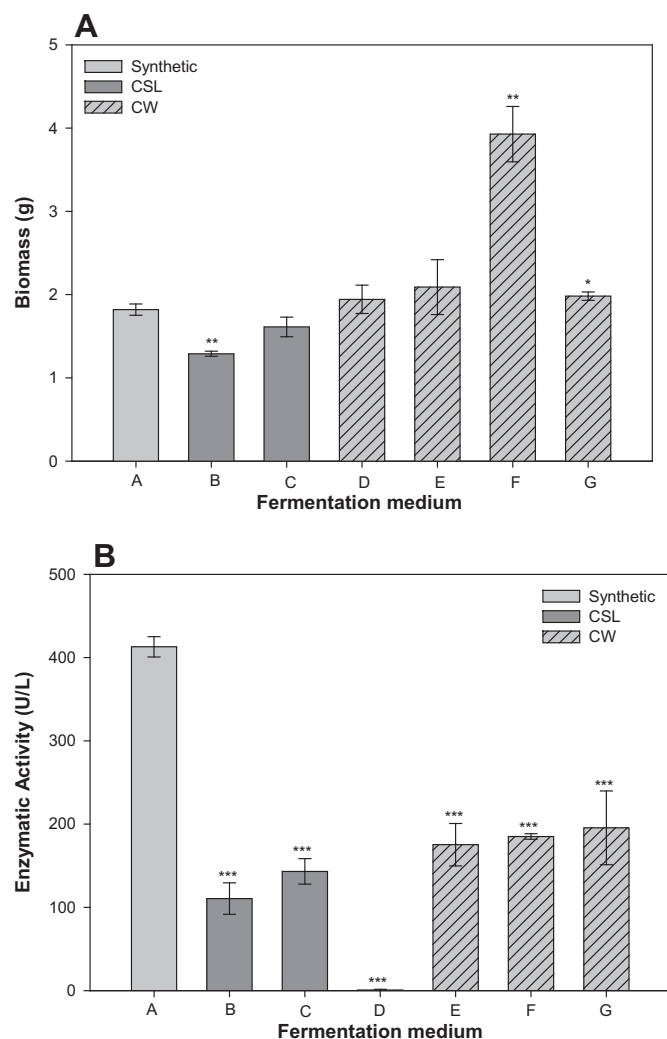 A
5
4
3
2
1
0
Biomass (g)
Synthetic
CSL
CW
**
**
*
A B C D E F G
Fermentation medium
B
500
400
300
200
100
0
Enzymatic Activity (U/L)
Synthetic
CSL
CW
***
***
***
***
***
***
A B C D E F G
Fermentation medium